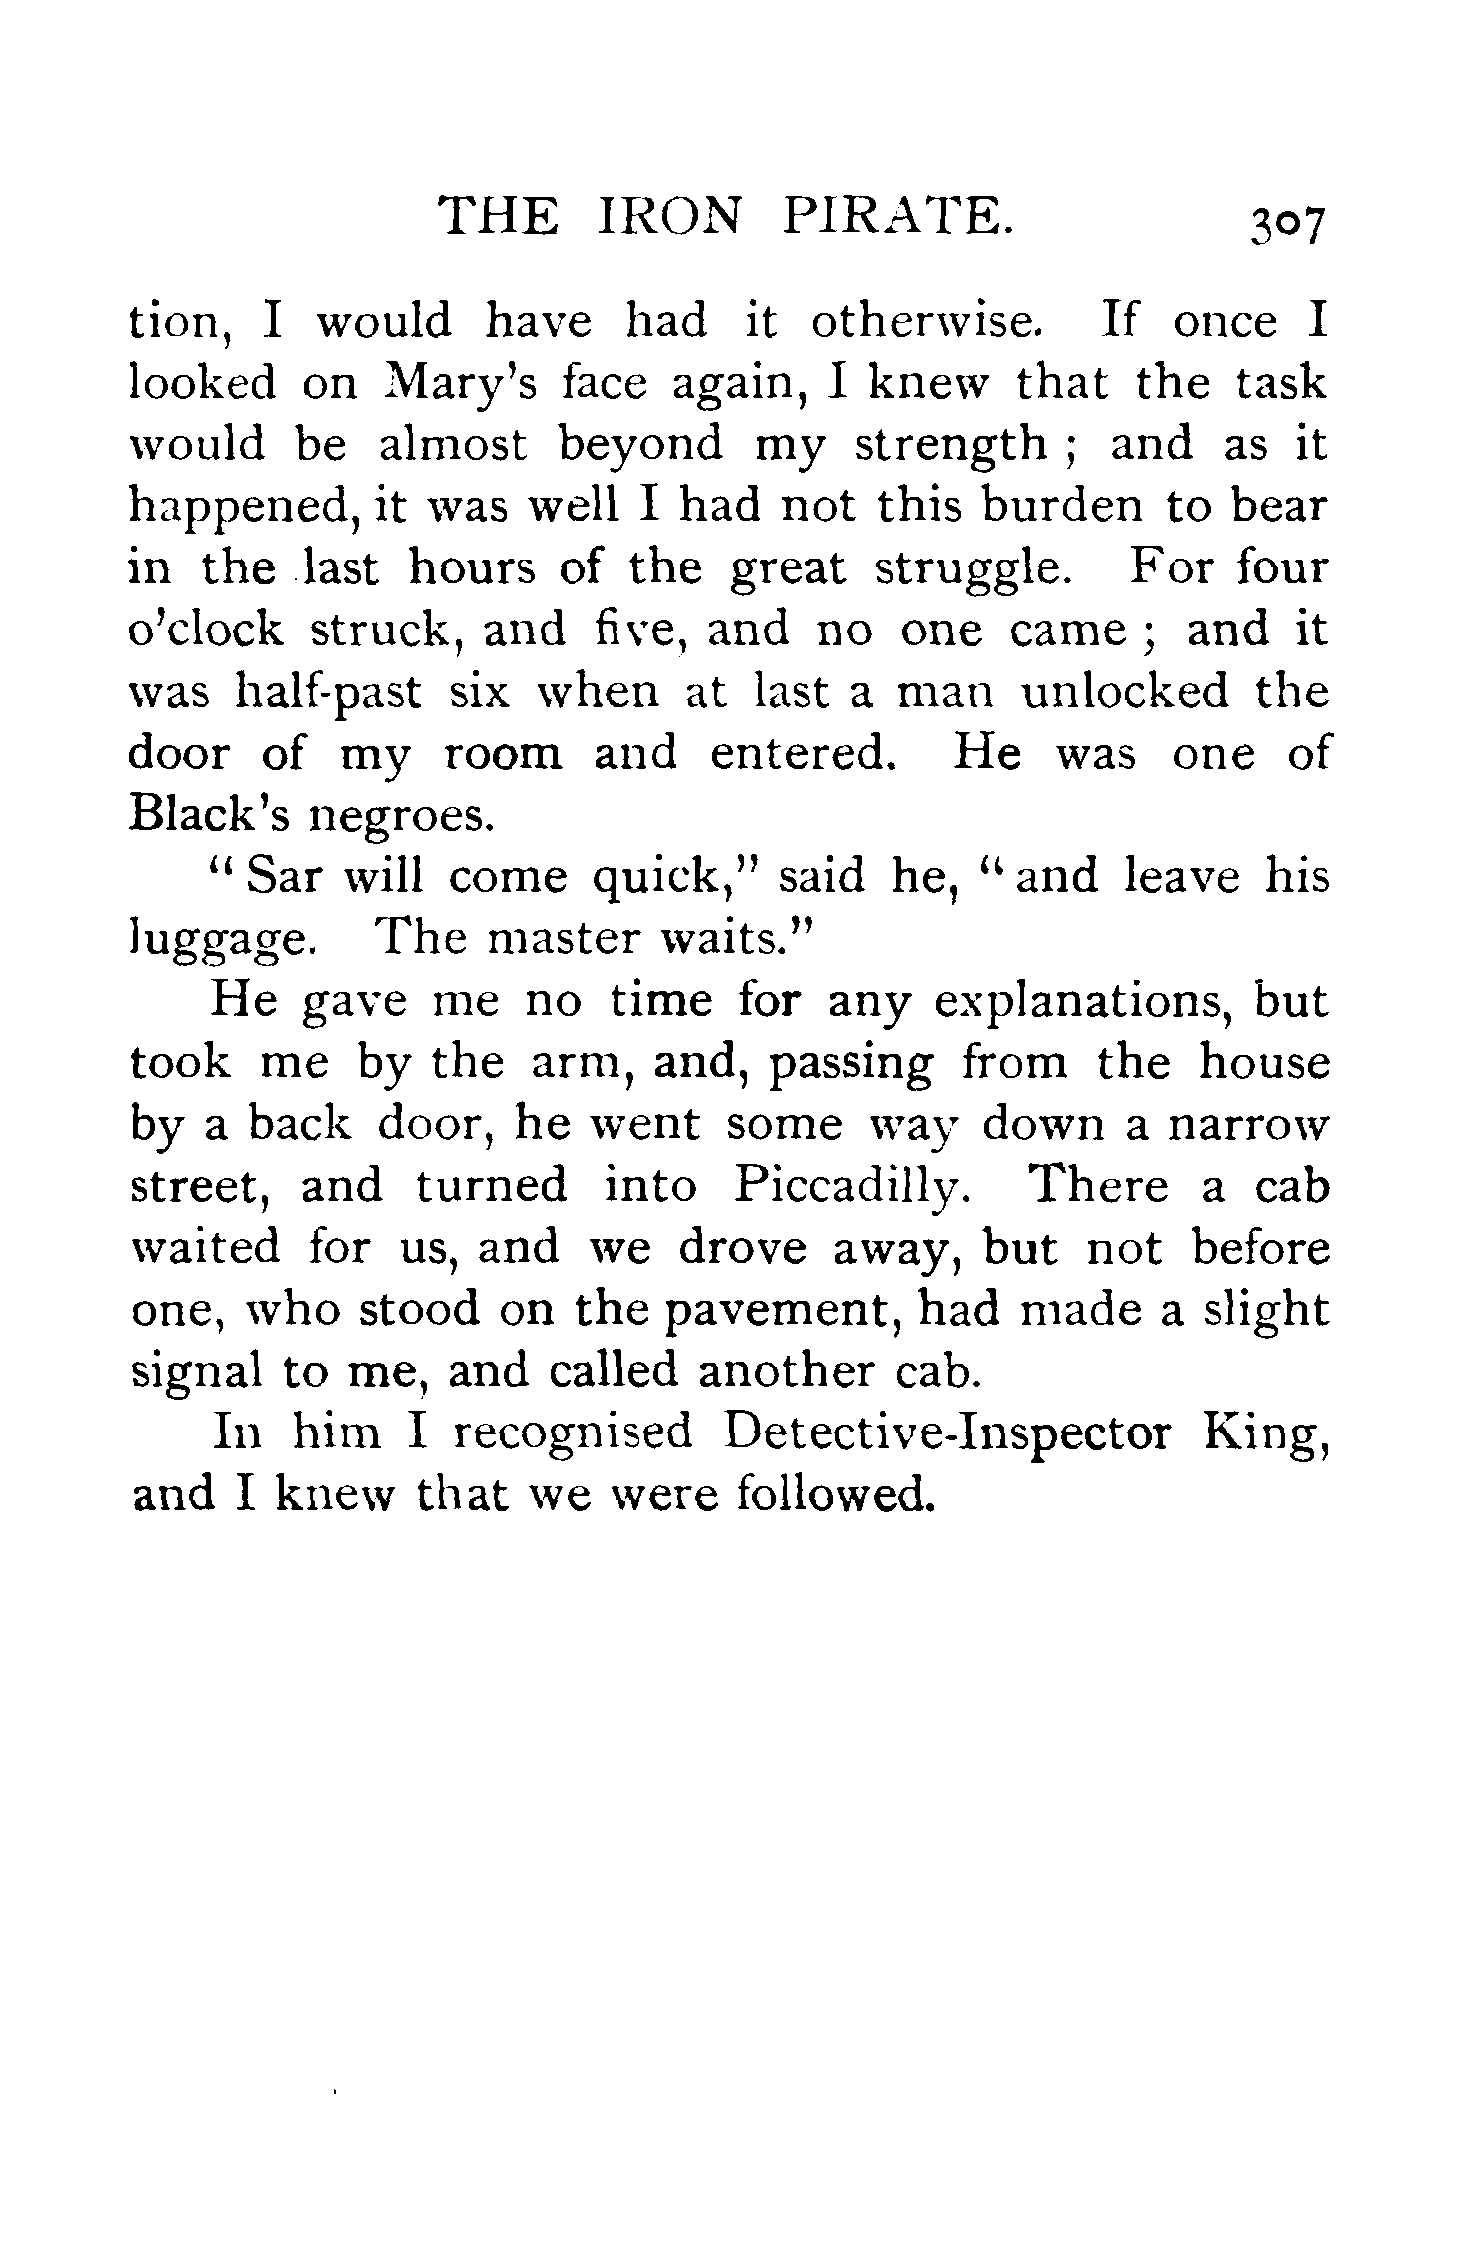 THE IRON PIRATE. 307
tion, I would have had it otherwise. If once I
looked on Mary's face again, I knew that the task
would be almost beyond my strength ; and as it
happened, it was well I had not this burden to bear
in the last hours of the great struggle. For four
o'clock struck, and five, and no one came ; and it
was half-past six when at last a man unlocked the
door of my room and entered. He was one of
Black's negroes.
“ Sar will come quick,” said he, “ and leave his
luggage. The master waits.”
He gave me no time for any explanations, but
took me by the arm, and, passing from the house
by a back door, he went some way down a narrow
street, and turned into Piccadilly. There a cab
waited for us, and we drove away, but not before
one, who stood on the pavement, had made a slight
signal to me, and called another cab.
In him I recognised Detective-Inspector King,
and I knew that we were followed.